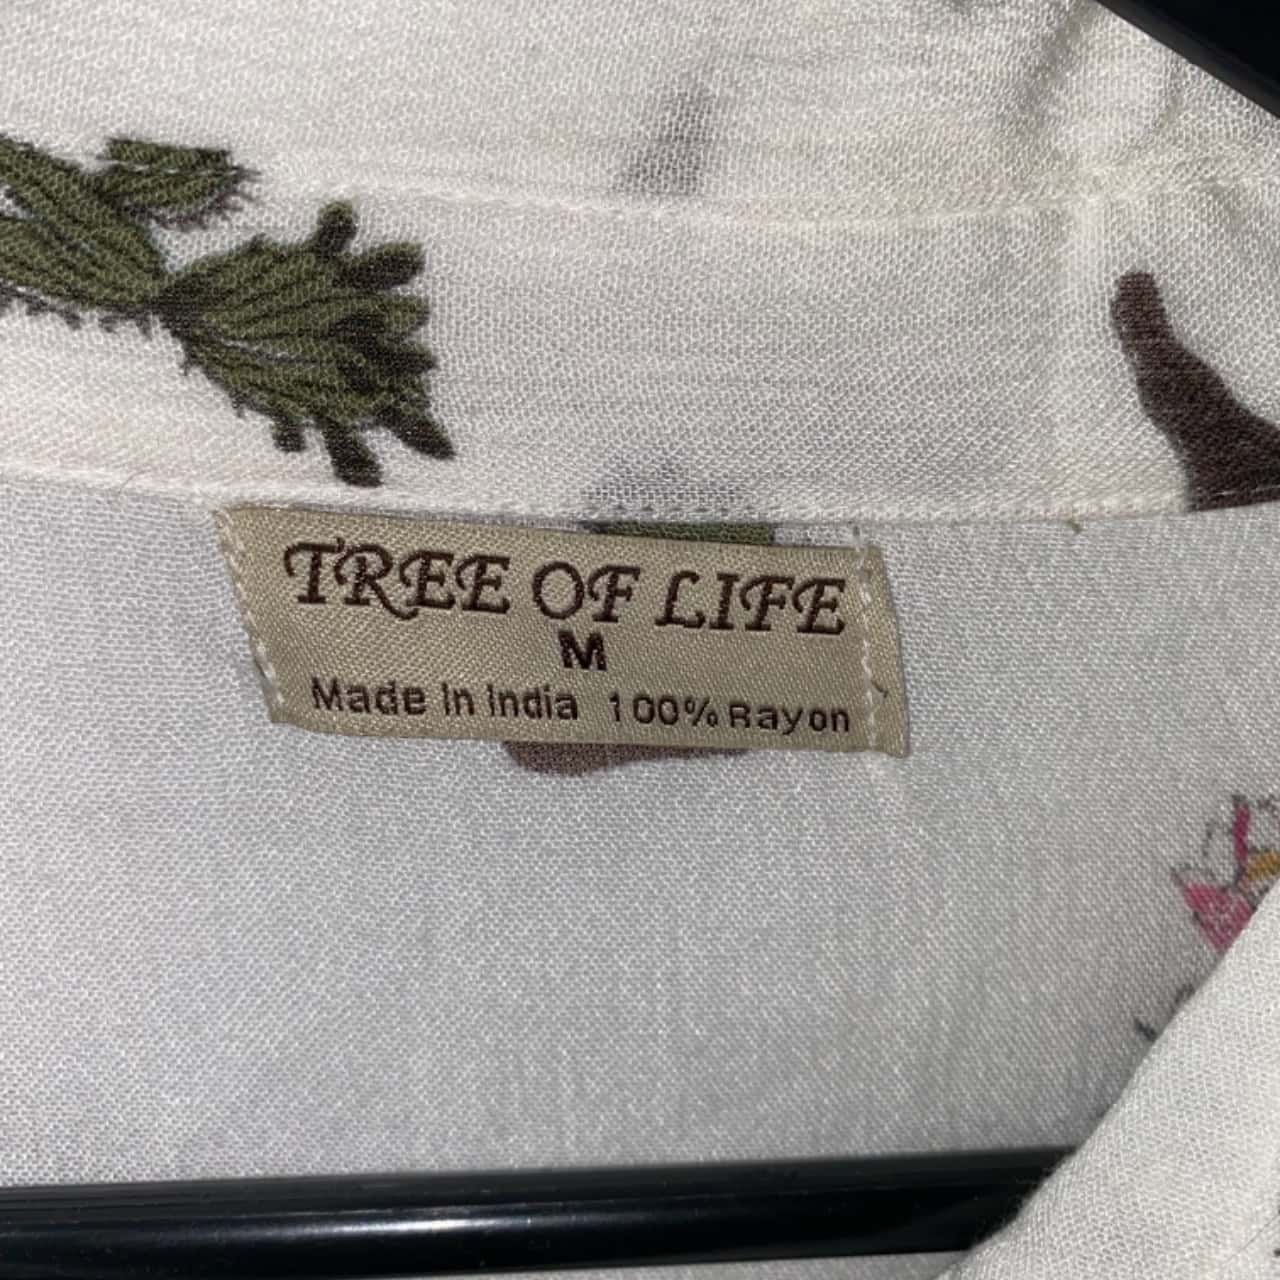 TREE OF LIFE
M
Made In India 100% Rayon